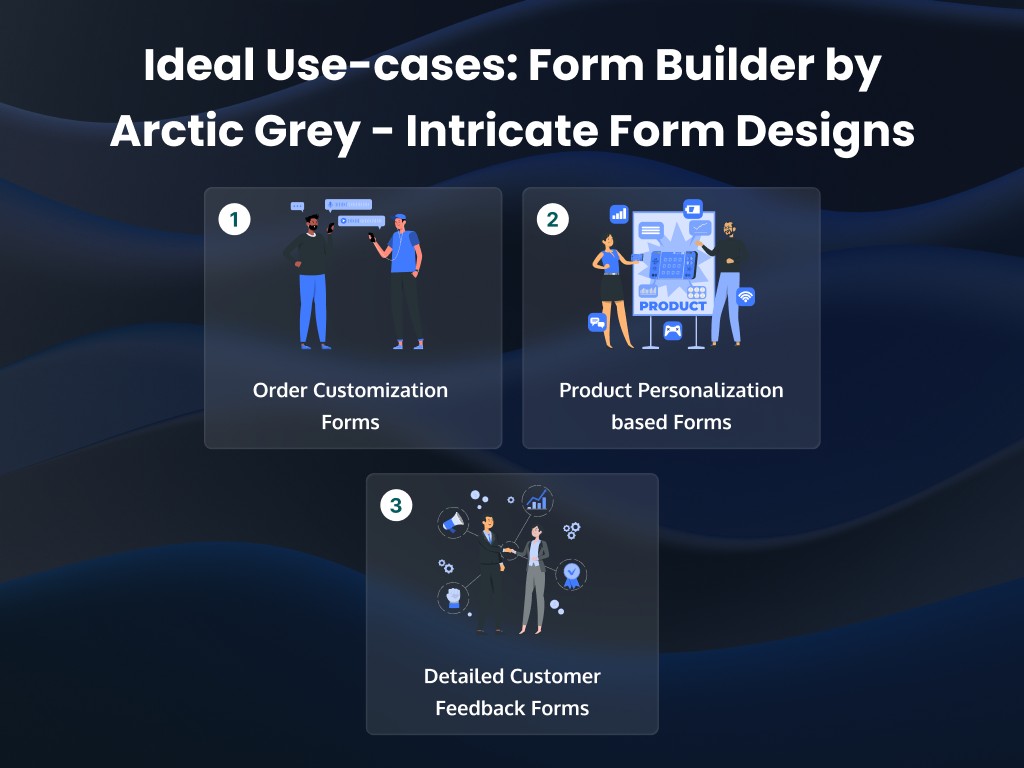 Ideal Use-cases: Form Builder by
Arctic Grey - Intricate Form Designs
1
Order Customization
Forms
2
PRODUCT
Product Personalization
based Forms
3
Detailed Customer
Feedback Forms